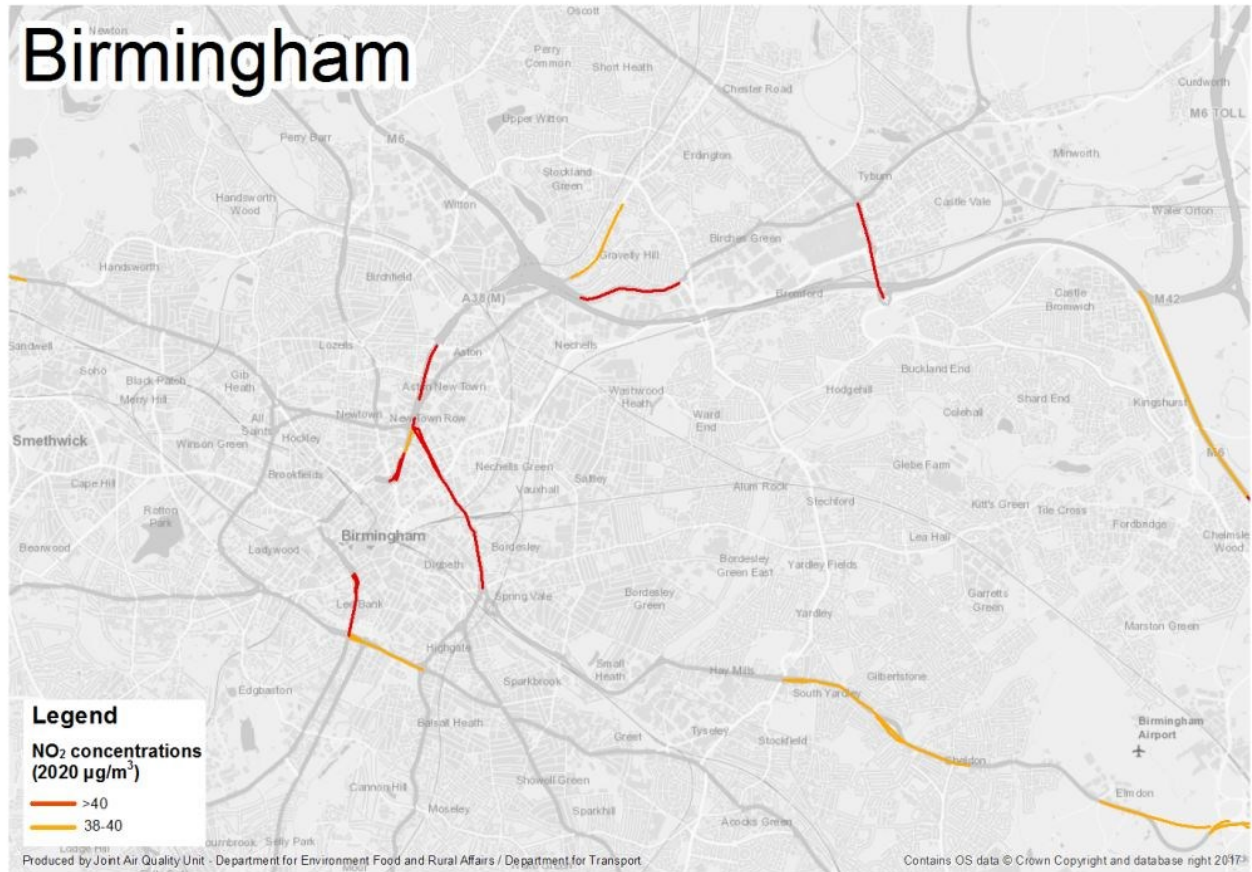 Birmingham
Oscott
Newton
Perry
Common
Short Heath
Chester Road
Curdworth
M6 TOLL
Upper Witton
Perry Barr
M6
Erdington
Minworth
Stockland
Green
Tyburn
Handsworth
Wood
Witton
Castle Vale
Water Orton
Birches Green
Gravelly Hill
Handsworth
Birchfield
A38(M)
Bromford
Castle
Bromwich
M42
Sandwell
Lozells
Aston
Nechells
Soho
Black Patch
Gib
Heath
Merry Hill
Aston New Town
Washwood
Heath
Hodgehill
Buckland End
Shard End
Kingshurst
All
Saints
Newtown
New Town Row
Ward
End
Colehall
Smethwick
Winson Green
Hockley
M6
Cape Hill
Brookfields
Nechells Green
Saltley
Glebe Farm
Vauxhall
Alum Rock
Stechford
Kitt's Green
Tile Cross
Rotton
Park
Fordbridge
Bearwood
Ladywood
Birmingham
Bordesley
Lea Hall
Chelmsley
Wood
Digbeth
Bordesley
Green East
Yardley Fields
Lee Bank
Spring Vale
Bordesley
Green
Yardley
Garretts
Green
Marston Green
Highgate
Small
Heath
Hay Mills
Gilbertstone
Edgbaston
Sparkbrook
South Yardley
Legend
Balsall Heath
Greet
Tyseley
Stockfield
Birmingham
Airport
NO₂ concentrations
(2020 µg/m³)
Sheldon
>40
Cannon Hill
Showell Green
Elmdon
38-40
Moseley
Sparkhill
Acocks Green
Selly Park
Produced by Joint Air Quality Unit - Department for Environment Food and Rural Affairs / Department for Transport
Contains OS data © Crown Copyright and database right 2017